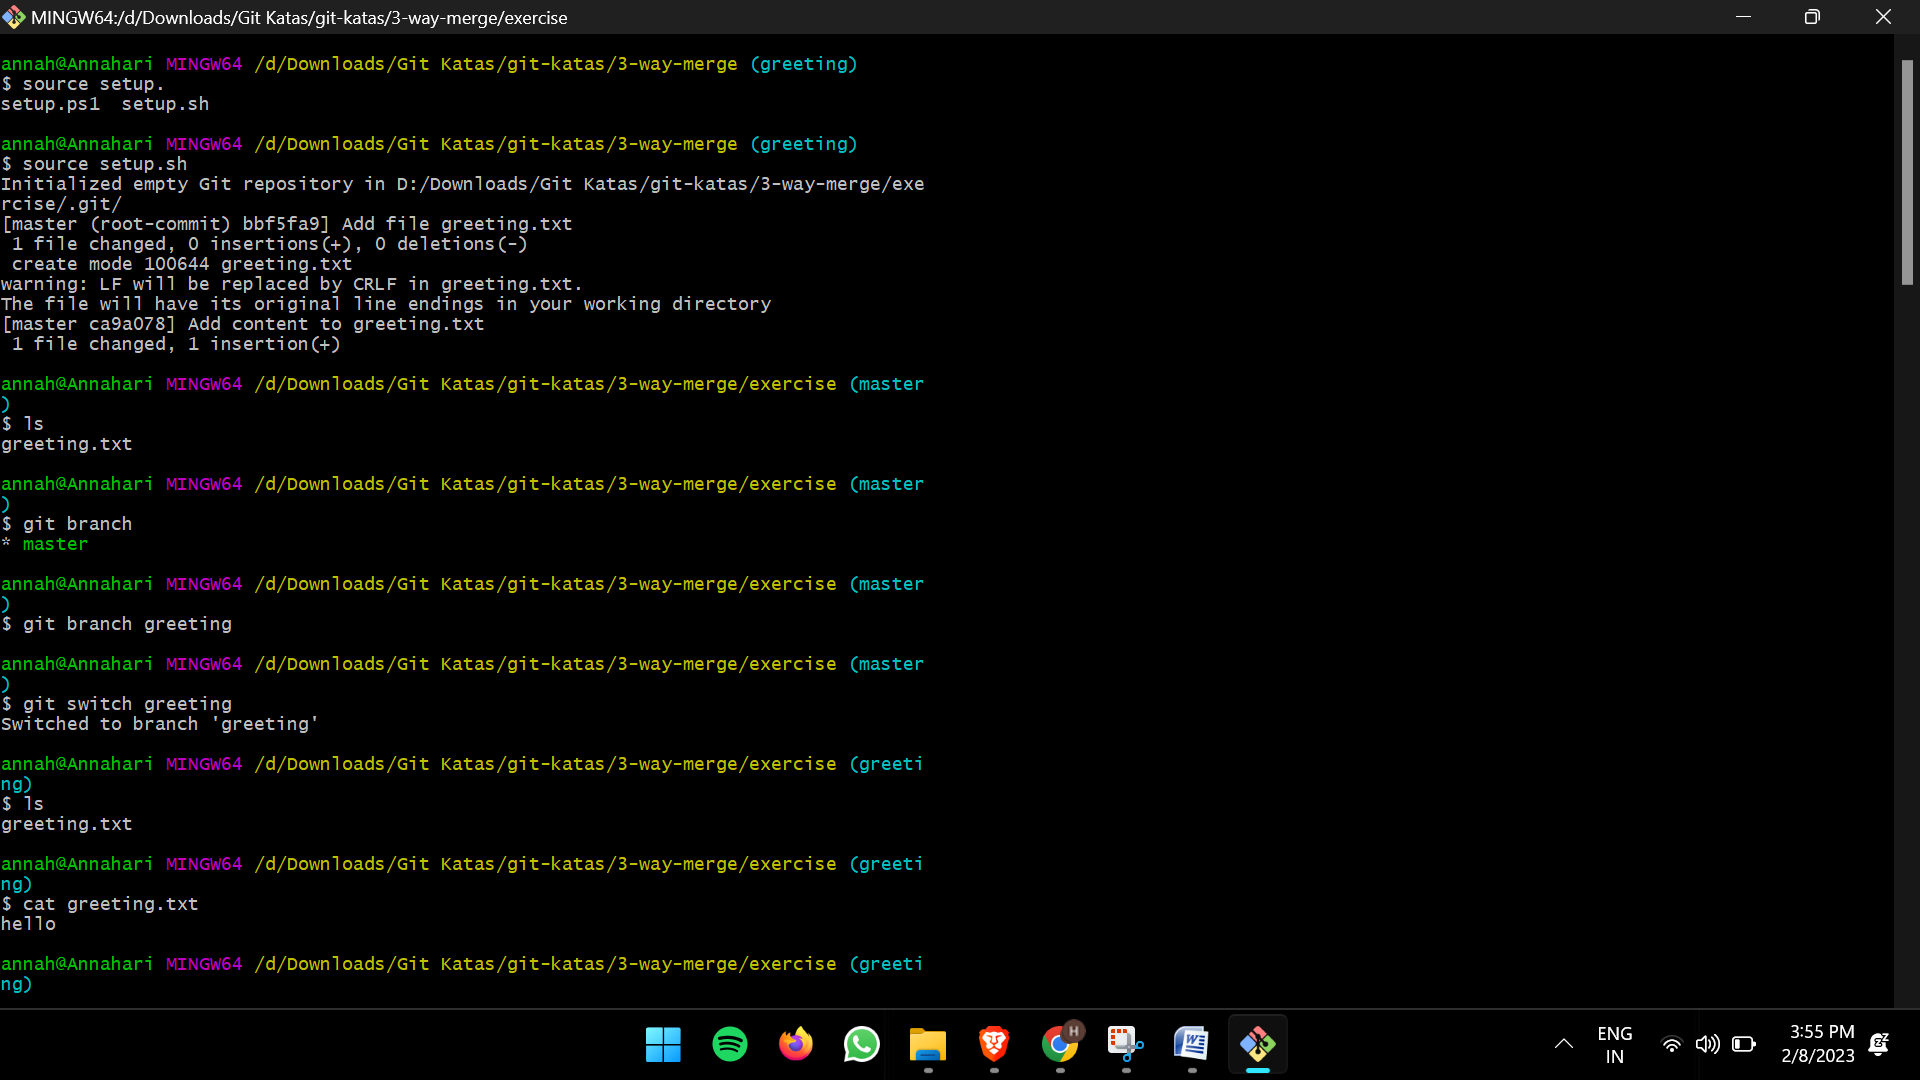 MINGW64:/d/Downloads/Git Katas/git-katas/3-way-merge/exercise
annah@Annahari MINGW64 /d/Downloads/Git Katas/git-katas/3-way-merge (greeting)
$ source setup.
setup.ps1  setup.sh
annah@Annahari MINGW64 /d/Downloads/Git Katas/git-katas/3-way-merge (greeting)
$ source setup.sh
Initialized empty Git repository in D:/Downloads/Git Katas/git-katas/3-way-merge/exe
rcise/.git/
[master (root-commit) bbf5fa9] Add file greeting.txt
 1 file changed, 0 insertions(+), 0 deletions(-)
 create mode 100644 greeting.txt
warning: LF will be replaced by CRLF in greeting.txt.
The file will have its original line endings in your working directory
[master ca9a078] Add content to greeting.txt
 1 file changed, 1 insertion(+)
annah@Annahari MINGW64 /d/Downloads/Git Katas/git-katas/3-way-merge/exercise (master
)
$ ls
greeting.txt
annah@Annahari MINGW64 /d/Downloads/Git Katas/git-katas/3-way-merge/exercise (master
)
$ git branch
* master
annah@Annahari MINGW64 /d/Downloads/Git Katas/git-katas/3-way-merge/exercise (master
)
$ git branch greeting
annah@Annahari MINGW64 /d/Downloads/Git Katas/git-katas/3-way-merge/exercise (master
)
$ git switch greeting
Switched to branch 'greeting'
annah@Annahari MINGW64 /d/Downloads/Git Katas/git-katas/3-way-merge/exercise (greeti
ng)
$ ls
greeting.txt
annah@Annahari MINGW64 /d/Downloads/Git Katas/git-katas/3-way-merge/exercise (greeti
ng)
$ cat greeting.txt
hello
annah@Annahari MINGW64 /d/Downloads/Git Katas/git-katas/3-way-merge/exercise (greeti
ng)
H
W
ENG
IN
3:55 PM
2/8/2023